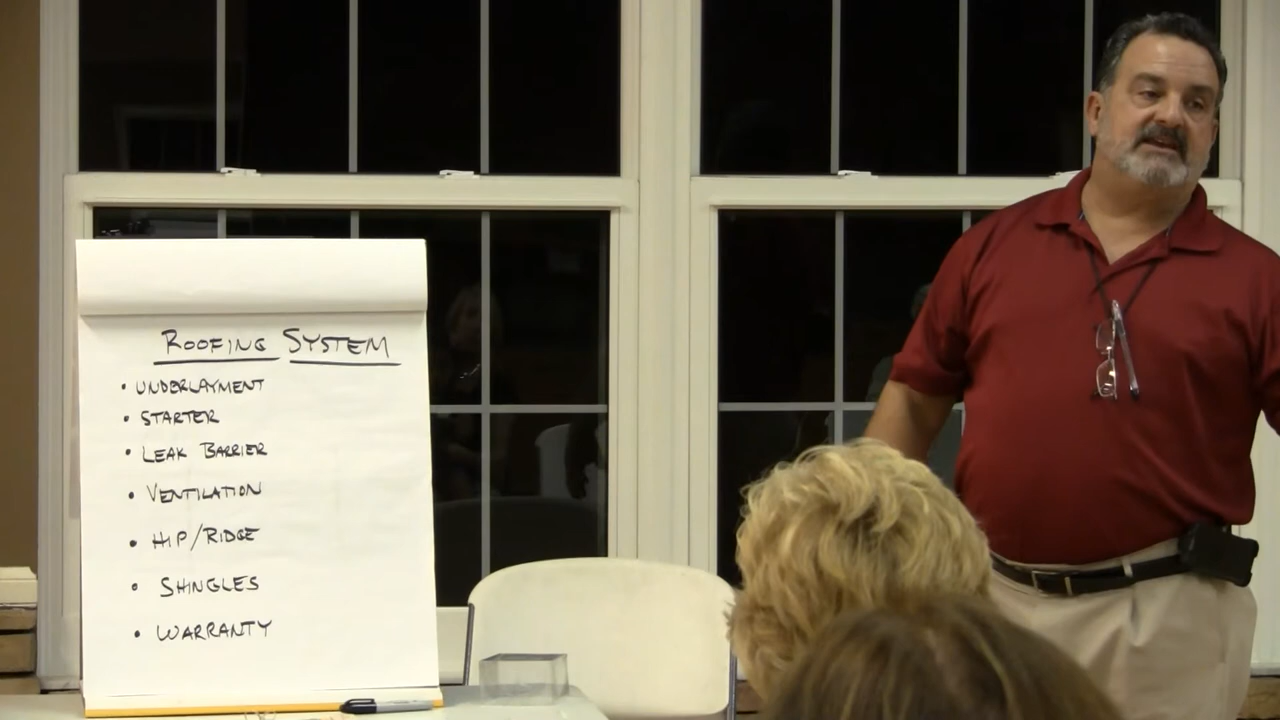 ROOFING SYSTEM
• UNDERLAYMENT
• STARTER
• LEAK BARRIER
• VENTILATION
• HIP/RIDGE
• SHINGLES
• WARRANTY